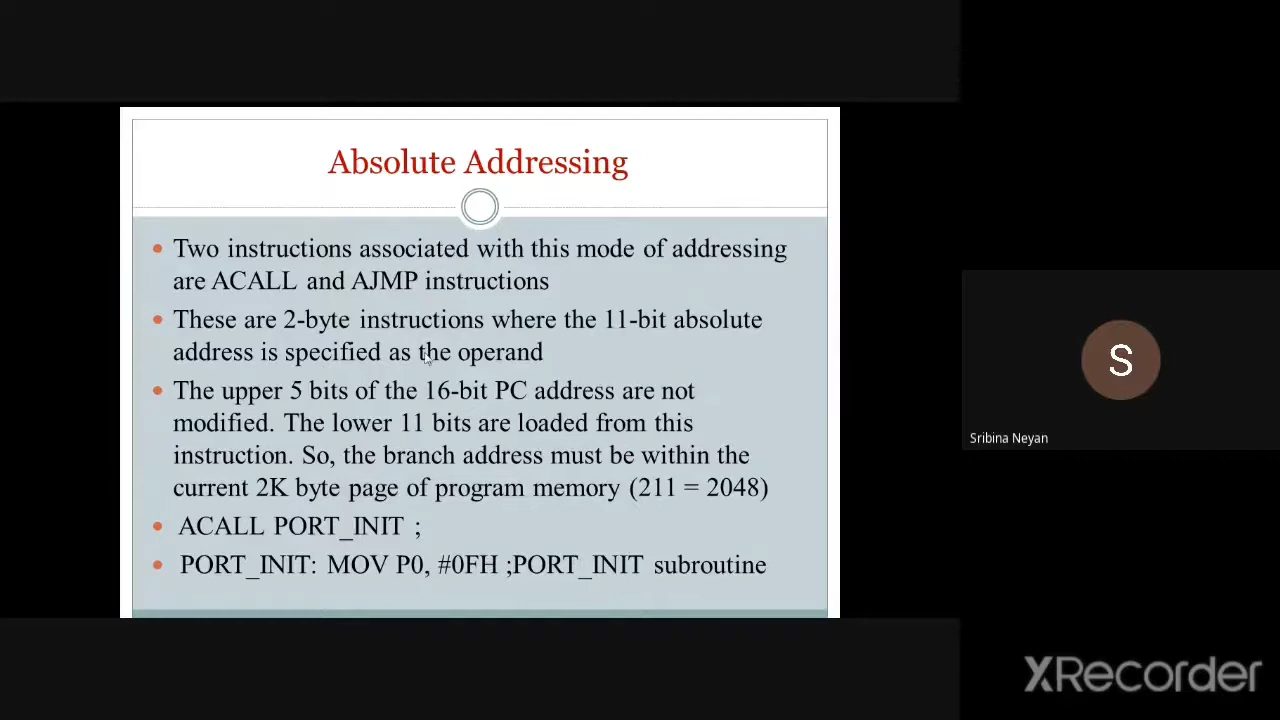 Absolute Addressing
• Two instructions associated with this mode of addressing
are ACALL and AJMP instructions
• These are 2-byte instructions where the 11-bit absolute
address is specified as the operand
• The upper 5 bits of the 16-bit PC address are not
modified. The lower 11 bits are loaded from this
instruction. So, the branch address must be within the
current 2K byte page of program memory (211 = 2048)
• ACALL PORT_INIT ;
• PORT_INIT: MOV P0, #0FH ;PORT_INIT subroutine
S
Sribina Neyan
XRecorder